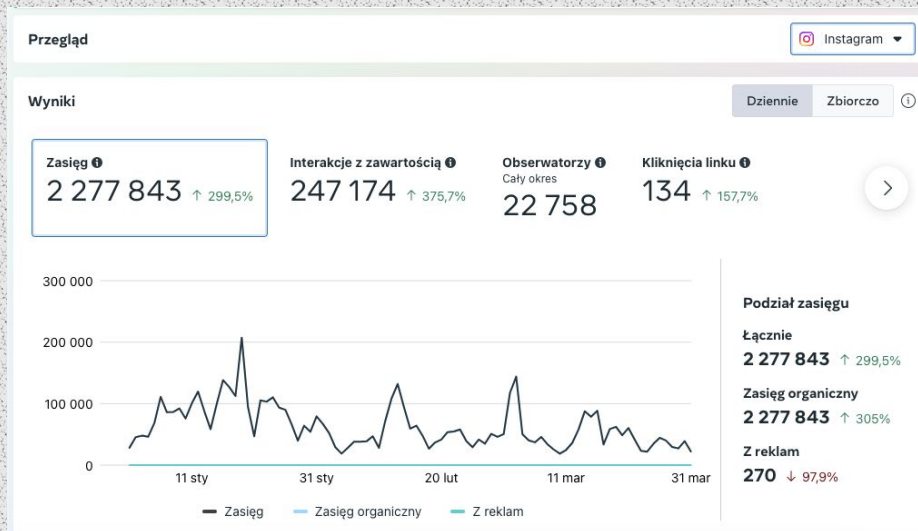 Przegląd
Instagram
Wyniki
Dziennie
Zbiorczo
Zasięg
2 277 843 ↑ 299,5%
Interakcje z zawartością
247 174 ↑ 375,7%
Obserwatorzy
Cały okres
22 758
Kliknięcia linku
134 ↑ 157,7%
300 000
200 000
100 000
0
11 sty
31 sty
20 lut
11 mar
31 mar
Zasięg
Zasięg organiczny
Z reklam
Podział zasięgu
Łącznie
2 277 843 ↑ 299,5%
Zasięg organiczny
2 277 843 ↑ 305%
Z reklam
270 ↓ 97,9%